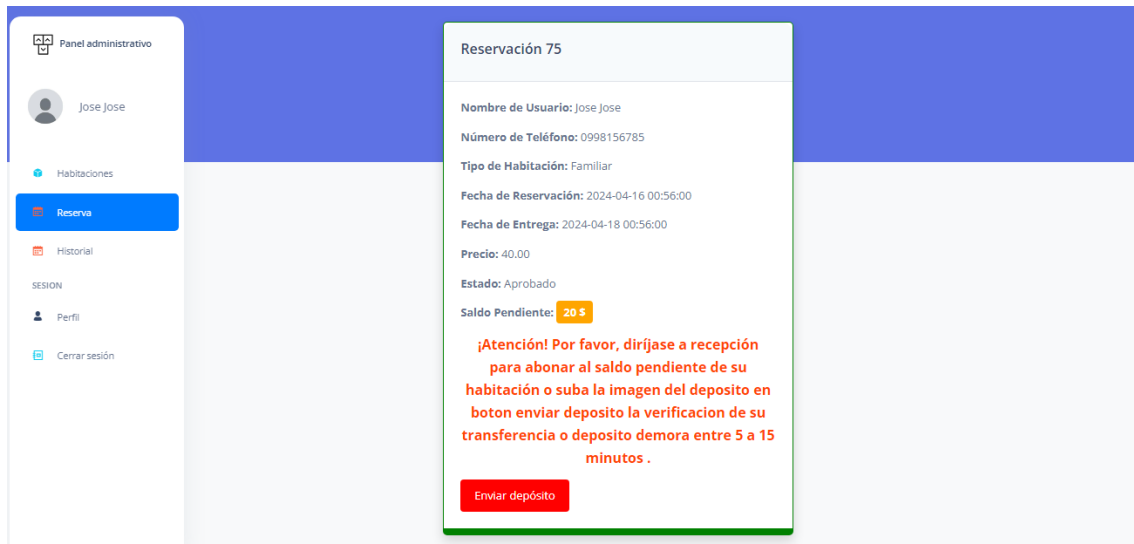 Panel administrativo
Jose Jose
Habitaciones
Reserva
Historial
SESION
Perfil
Cerrar sesión
Reservación 75
Nombre de Usuario: Jose Jose
Número de Teléfono: 0998156785
Tipo de Habitación: Familiar
Fecha de Reservación: 2024-04-16 00:56:00
Fecha de Entrega: 2024-04-18 00:56:00
Precio: 40.00
Estado: Aprobado
Saldo Pendiente: 20 $
¡Atención! Por favor, diríjase a recepción
para abonar al saldo pendiente de su
habitación o suba la imagen del deposito en
boton enviar deposito la verificacion de su
transferencia o deposito demora entre 5 a 15
minutos .
Enviar depósito